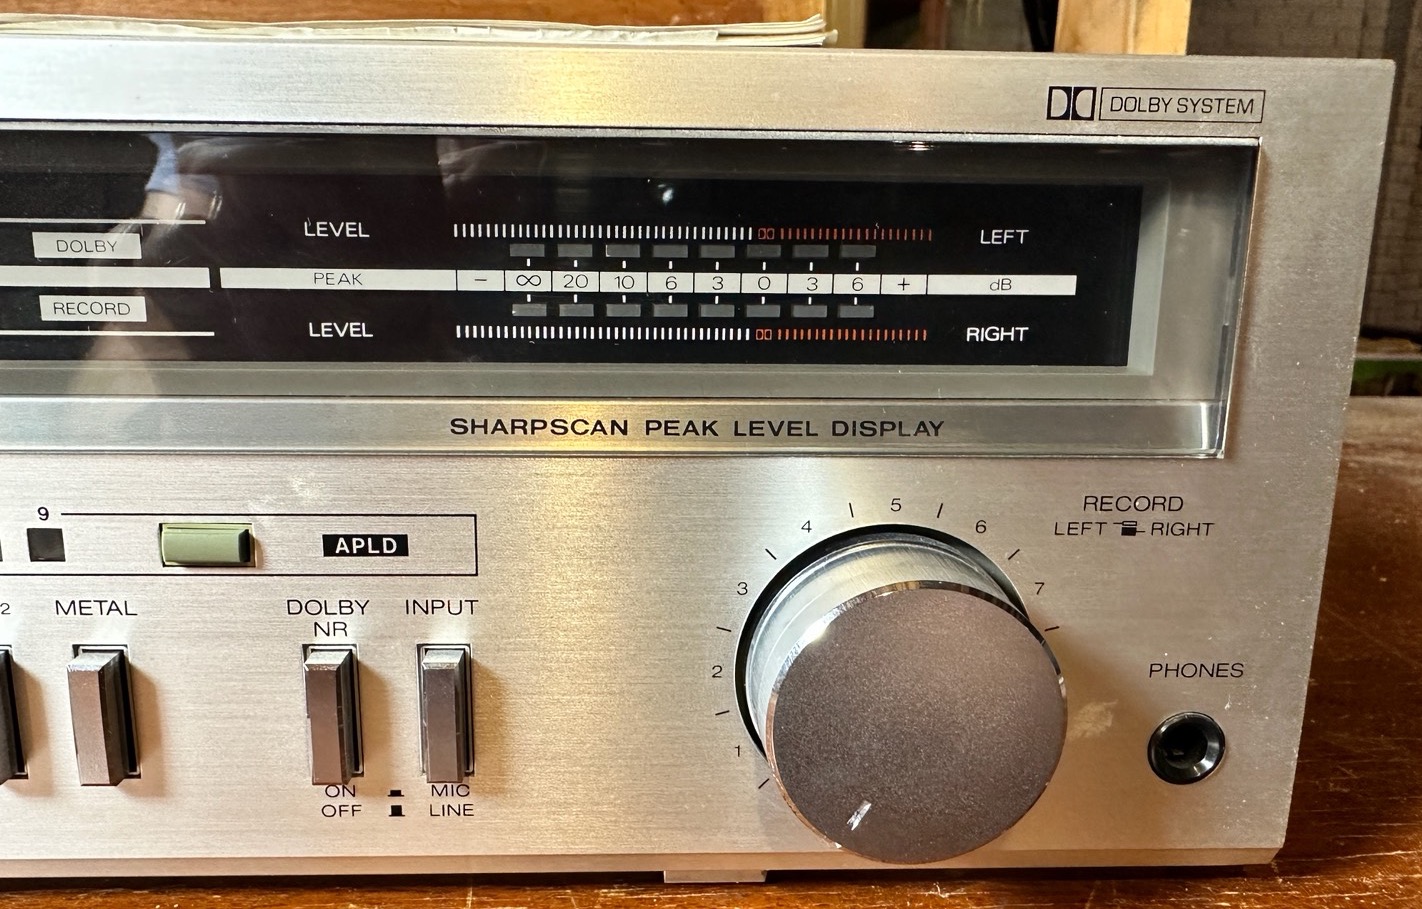 DOLBY SYSTEM
LEVEL LEFT
DOLBY
PEAK - ∞ 20 10 6 3 0 3 6 + dB
RECORD
LEVEL RIGHT
SHARPSCAN PEAK LEVEL DISPLAY
9
APLD
2 METAL
DOLBY NR
INPUT
ON MIC
OFF LINE
1 2 3 4 5 6 7
RECORD
LEFT RIGHT
PHONES